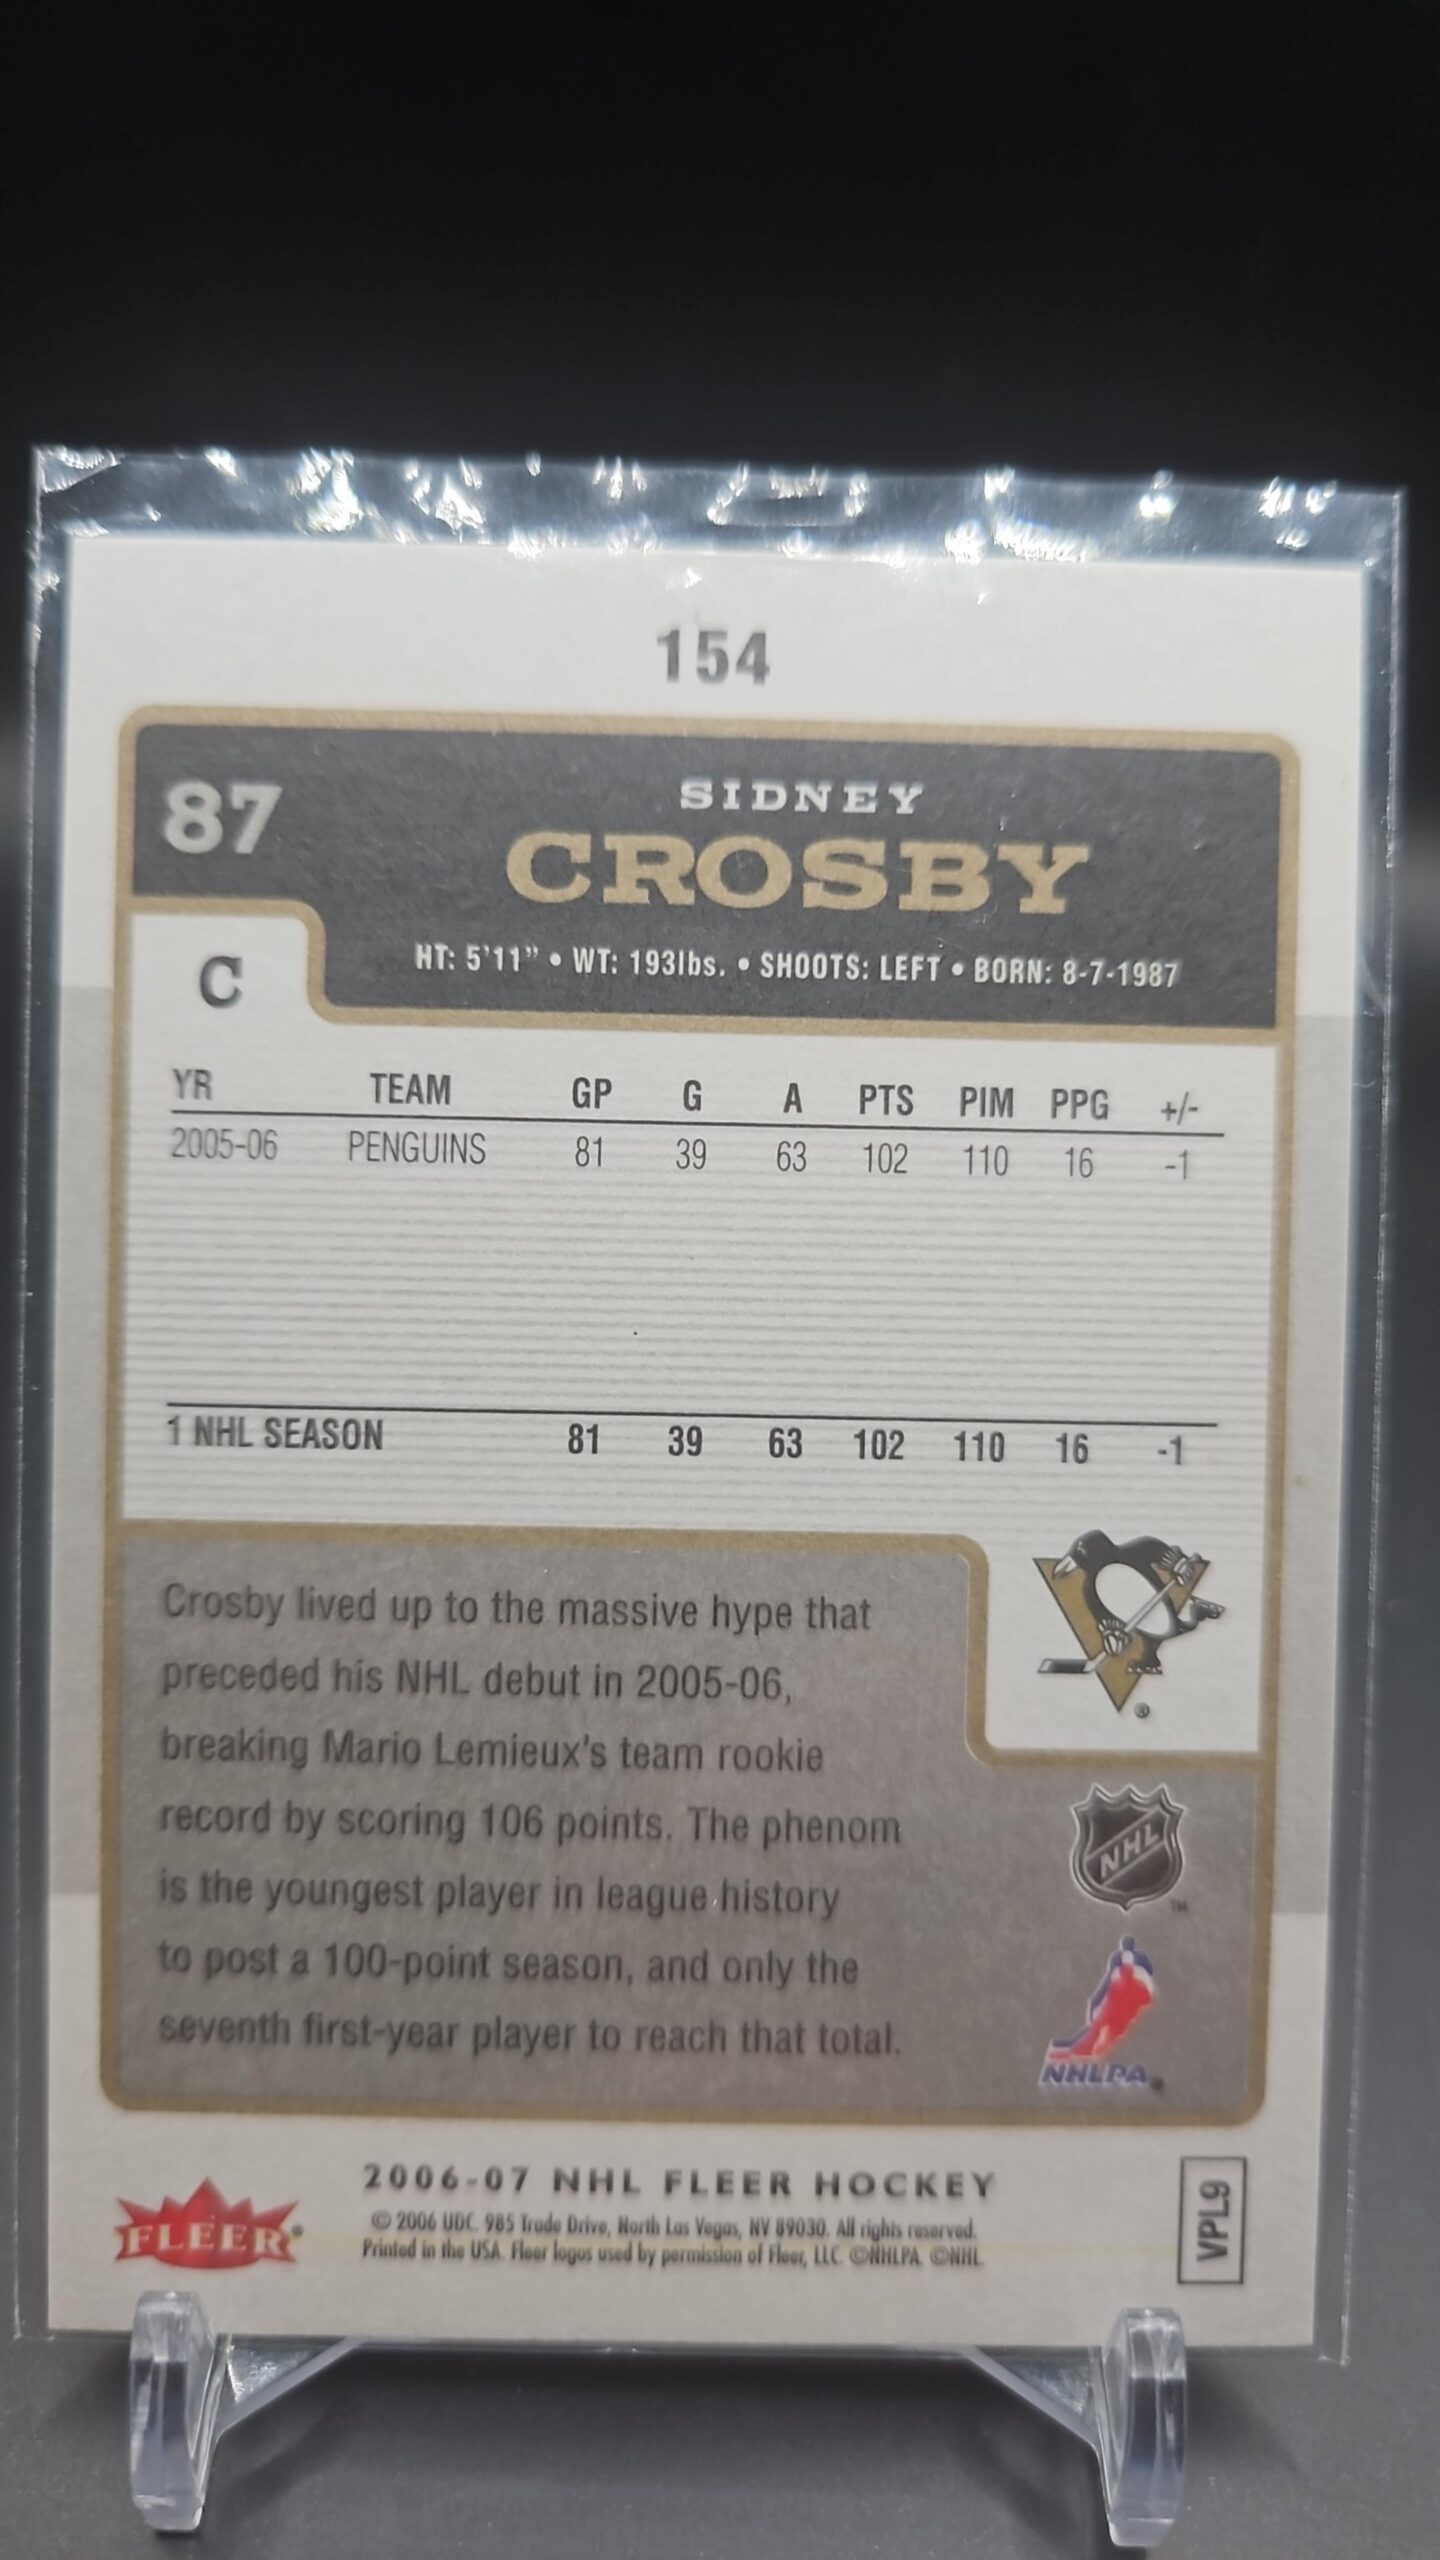 154
87
SIDNEY
CROSBY
HT: 5'11" • WT: 193lbs. • SHOOTS: LEFT • BORN: 8-7-1987
C
YR TEAM GP G A PTS PIM PPG +/-
2005-06 PENGUINS 81 39 63 102 110 16 -1
1 NHL SEASON 81 39 63 102 110 16 -1
Crosby lived up to the massive hype that
preceded his NHL debut in 2005-06,
breaking Mario Lemieux's team rookie
record by scoring 106 points. The phenom
is the youngest player in league history
to post a 100-point season, and only the
seventh first-year player to reach that total.
®
NHL
TM
NHLPA®
FLEER®
2006-07 NHL FLEER HOCKEY
© 2006 UDC. 985 Trade Drive, North Las Vegas, NV 89030. All rights reserved.
Printed in the USA. Fleer logos used by permission of Fleer, LLC. ©NHLPA. ©NHL.
VPL9